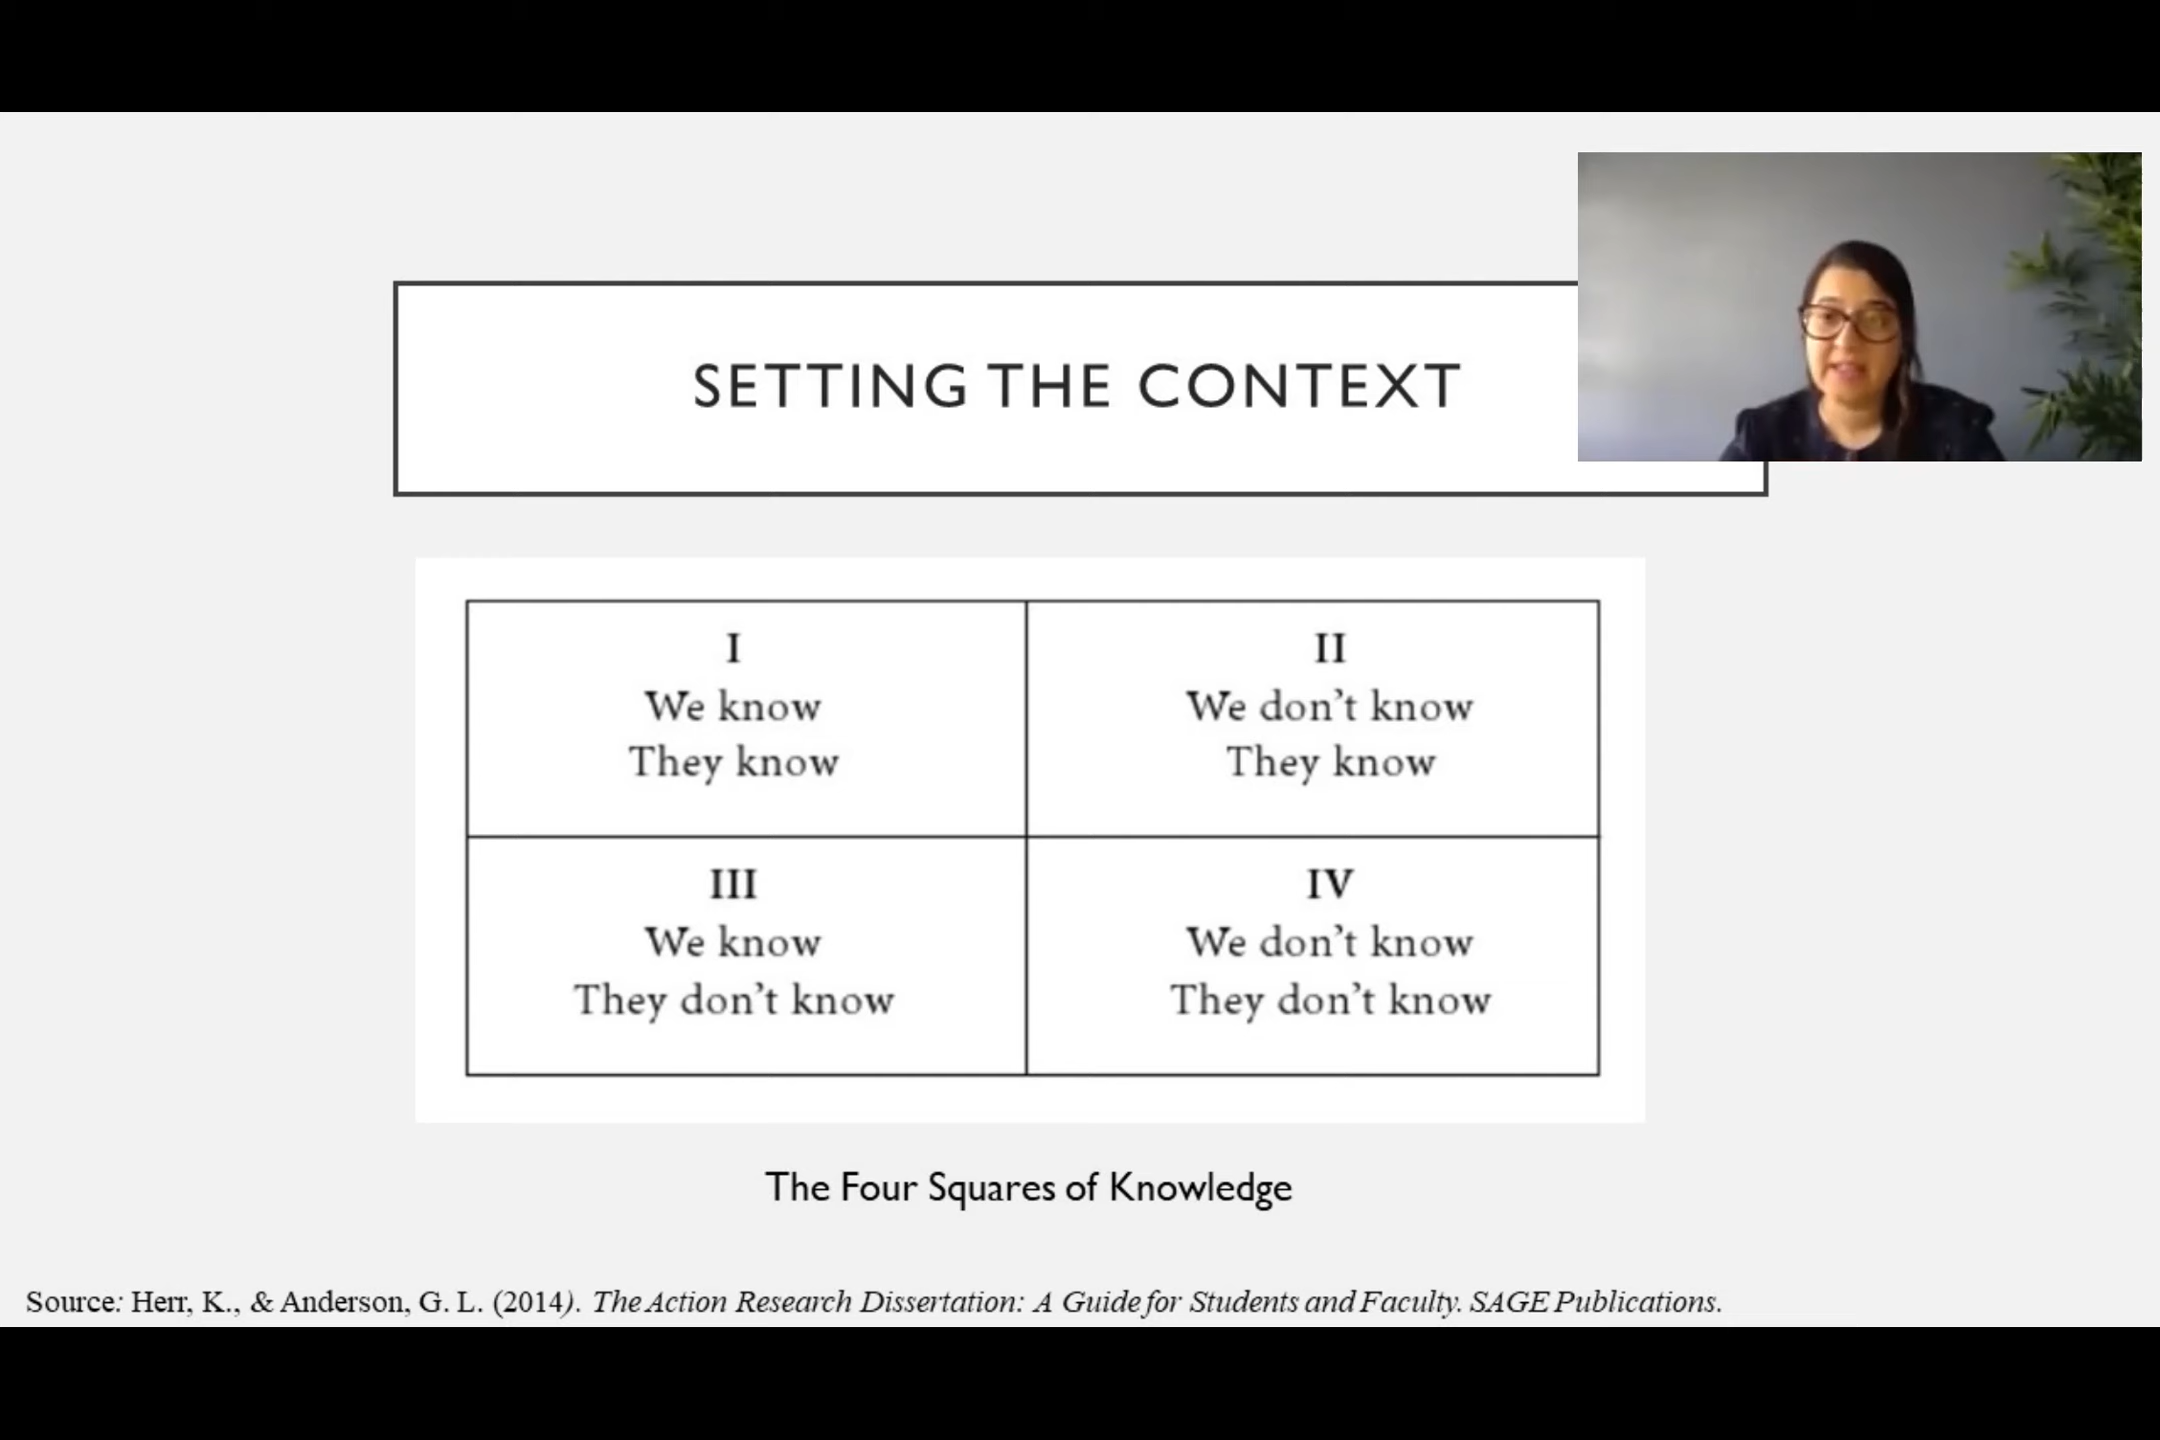 SETTING THE CONTEXT
I
We know
They know
II
We don't know
They know
III
We know
They don't know
IV
We don't know
They don't know
The Four Squares of Knowledge
Source: Herr, K., & Anderson, G. L. (2014). The Action Research Dissertation: A Guide for Students and Faculty. SAGE Publications.